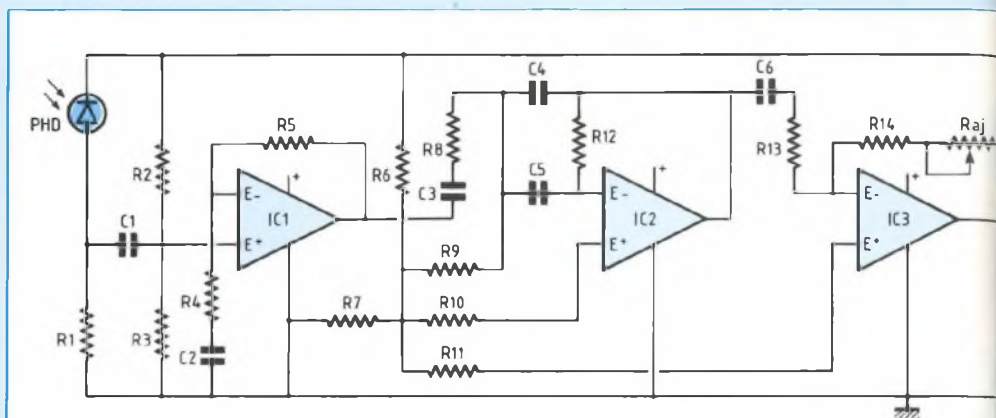 C4
C6
PHD
R5
R8
R14
Raj
R12
R13
R2
R6
C5
C3
E-
+
E-
+
E-
+
C1
IC1
IC2
IC3
E+
E+
E+
R9
R4
R7
R10
R1
R3
C2
R11